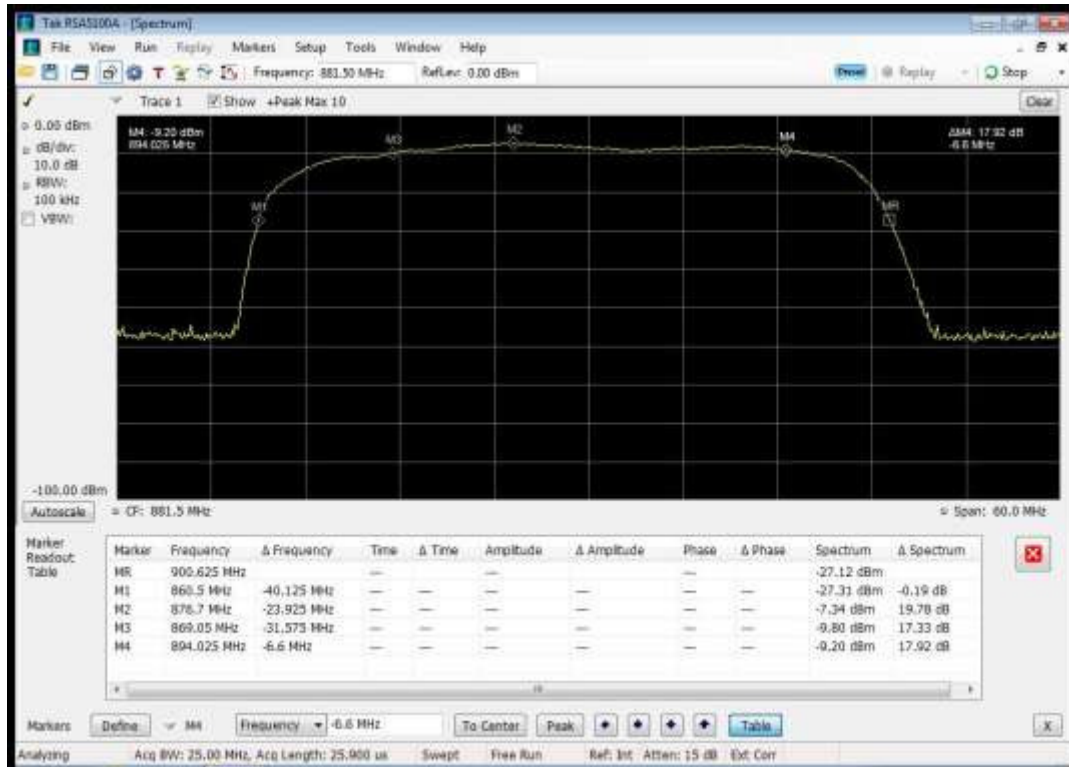 Tek RSA5100A - [Spectrum]
File View Run Replay Markers Setup Tools Window Help
Frequency: 881.50 MHz RefLev: 0.00 dBm Preset Replay Stop
Trace 1 Show +Peak Max 10 Clear
0.00 dBm
dB/div:
10.0 dB
RBW:
100 kHz
VBW:
M4: -9.20 dBm
894.025 MHz
ΔM4: 17.92 dB
-6.6 MHz
M3 M2 M4
M1 MR
-100.00 dBm
Autoscale CF: 881.5 MHz Span: 60.0 MHz
Marker Readout Table
Marker Frequency Δ Frequency Time Δ Time Amplitude Δ Amplitude Phase Δ Phase Spectrum Δ Spectrum
MR 900.625 MHz --- --- --- -27.12 dBm
M1 860.5 MHz -40.125 MHz --- --- --- --- --- --- -27.31 dBm -0.19 dB
M2 876.7 MHz -23.925 MHz --- --- --- --- --- --- -7.34 dBm 19.78 dB
M3 869.05 MHz -31.575 MHz --- --- --- --- --- --- -9.80 dBm 17.33 dB
M4 894.025 MHz -6.6 MHz --- --- --- --- --- --- -9.20 dBm 17.92 dB
Markers Define M4 Frequency -6.6 MHz To Center Peak Table X
Analyzing Acq BW: 25.00 MHz, Acq Length: 25.900 us Swept Free Run Ref: Int Atten: 15 dB Ext Corr